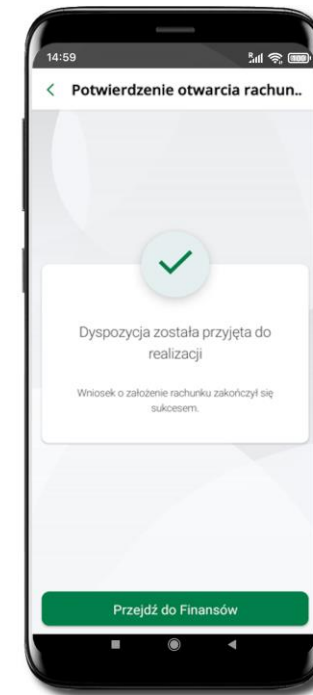 14:59
Potwierdzenie otwarcia rachun..
Dyspozycja została przyjęta do
realizacji
Wniosek o założenie rachunku zakończył się
sukcesem.
Przejdź do Finansów